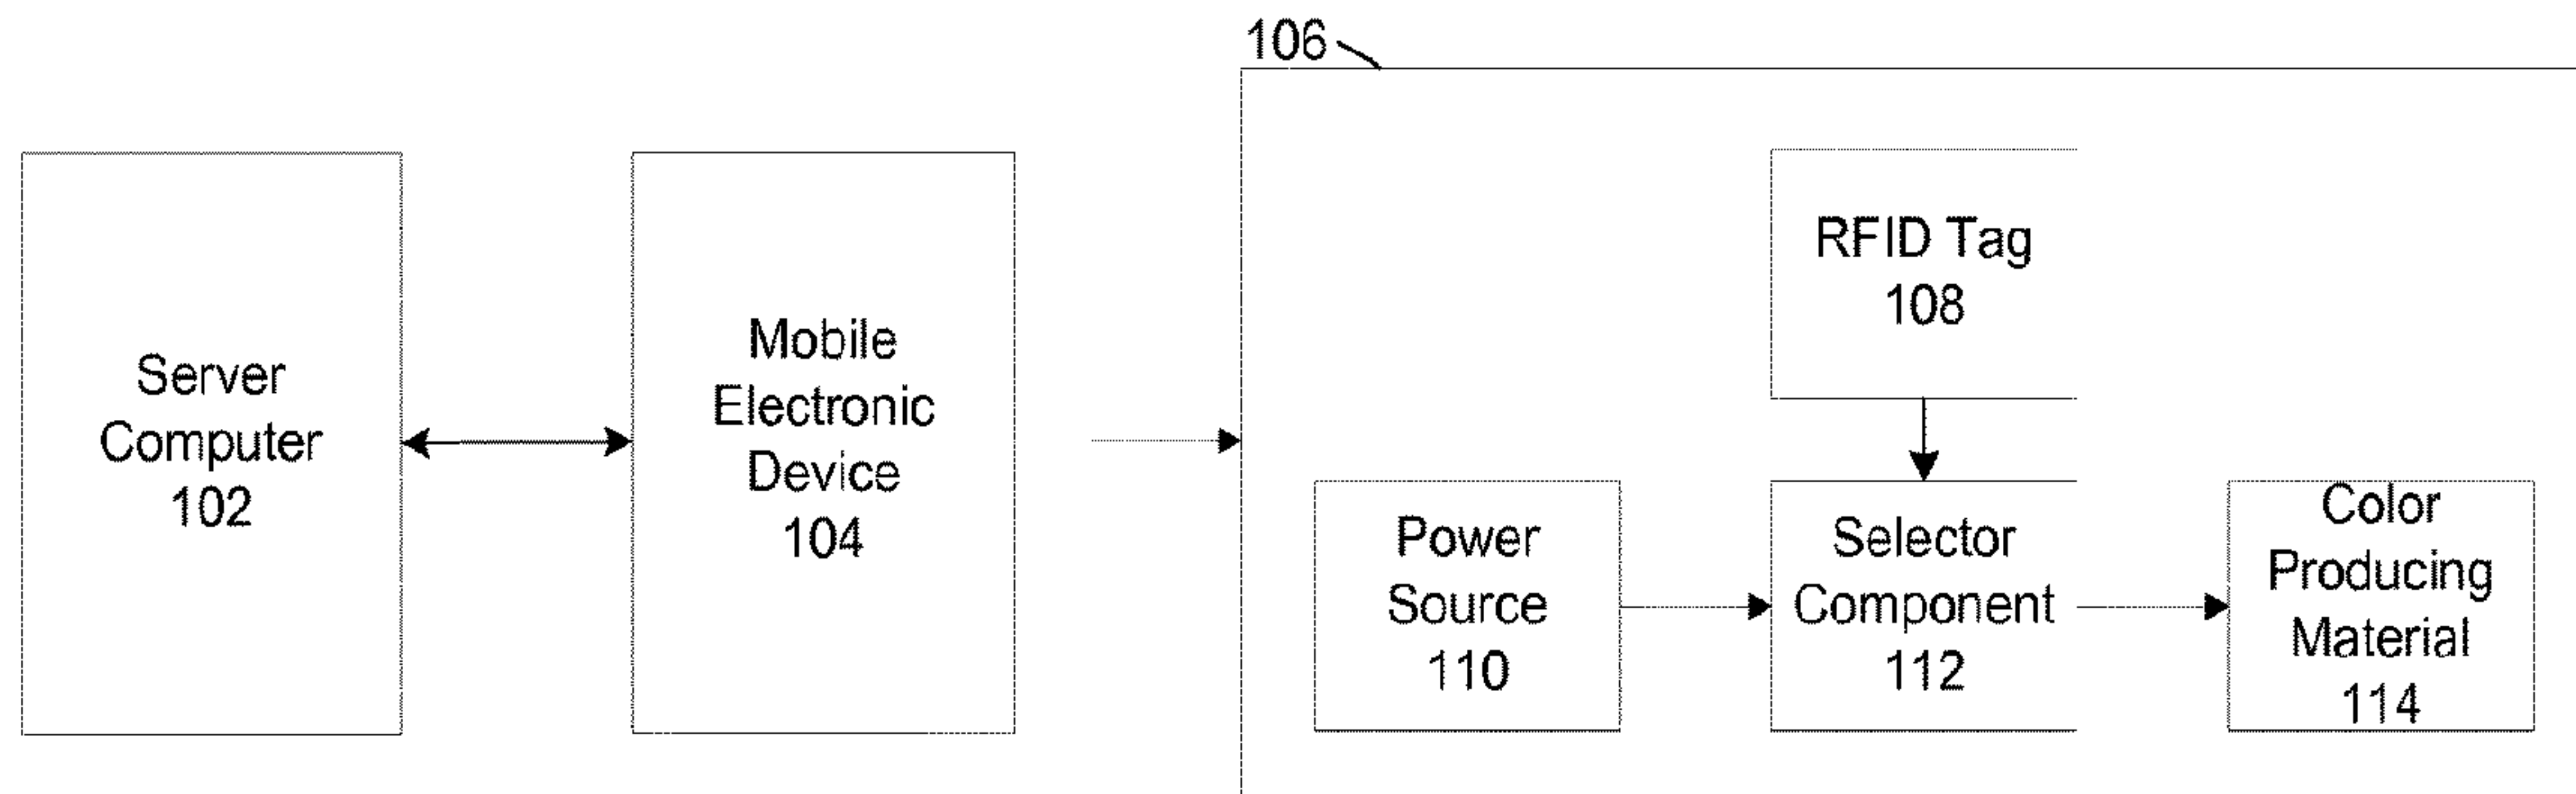 106
Server
Computer
102
Mobile
Electronic
Device
104
RFID Tag
108
Power
Source
110
Selector
Component
112
Color
Producing
Material
114